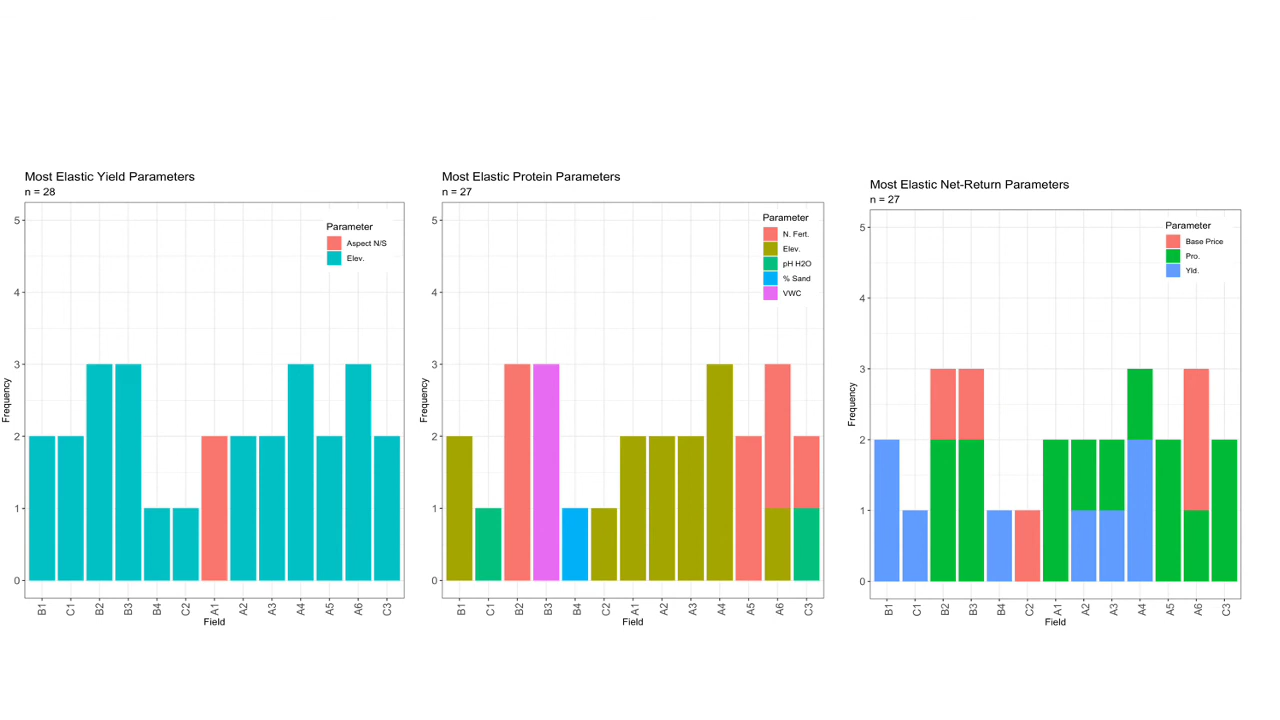 Most Elastic Yield Parameters
n = 28
Parameter
Aspect N/S
Elev.
5
4
3
2
1
0
Frequency
B1 C1 B2 B3 B4 C2 A1 A2 A3 A4 A5 A6 C3
Field
Most Elastic Protein Parameters
n = 27
Parameter
N. Fert.
Elev.
pH H2O
% Sand
VWC
5
4
3
2
1
0
Frequency
B1 C1 B2 B3 B4 C2 A1 A2 A3 A4 A5 A6 C3
Field
Most Elastic Net-Return Parameters
n = 27
Parameter
Base Price
Pro.
Yld.
5
4
3
2
1
0
Frequency
B1 C1 B2 B3 B4 C2 A1 A2 A3 A4 A5 A6 C3
Field